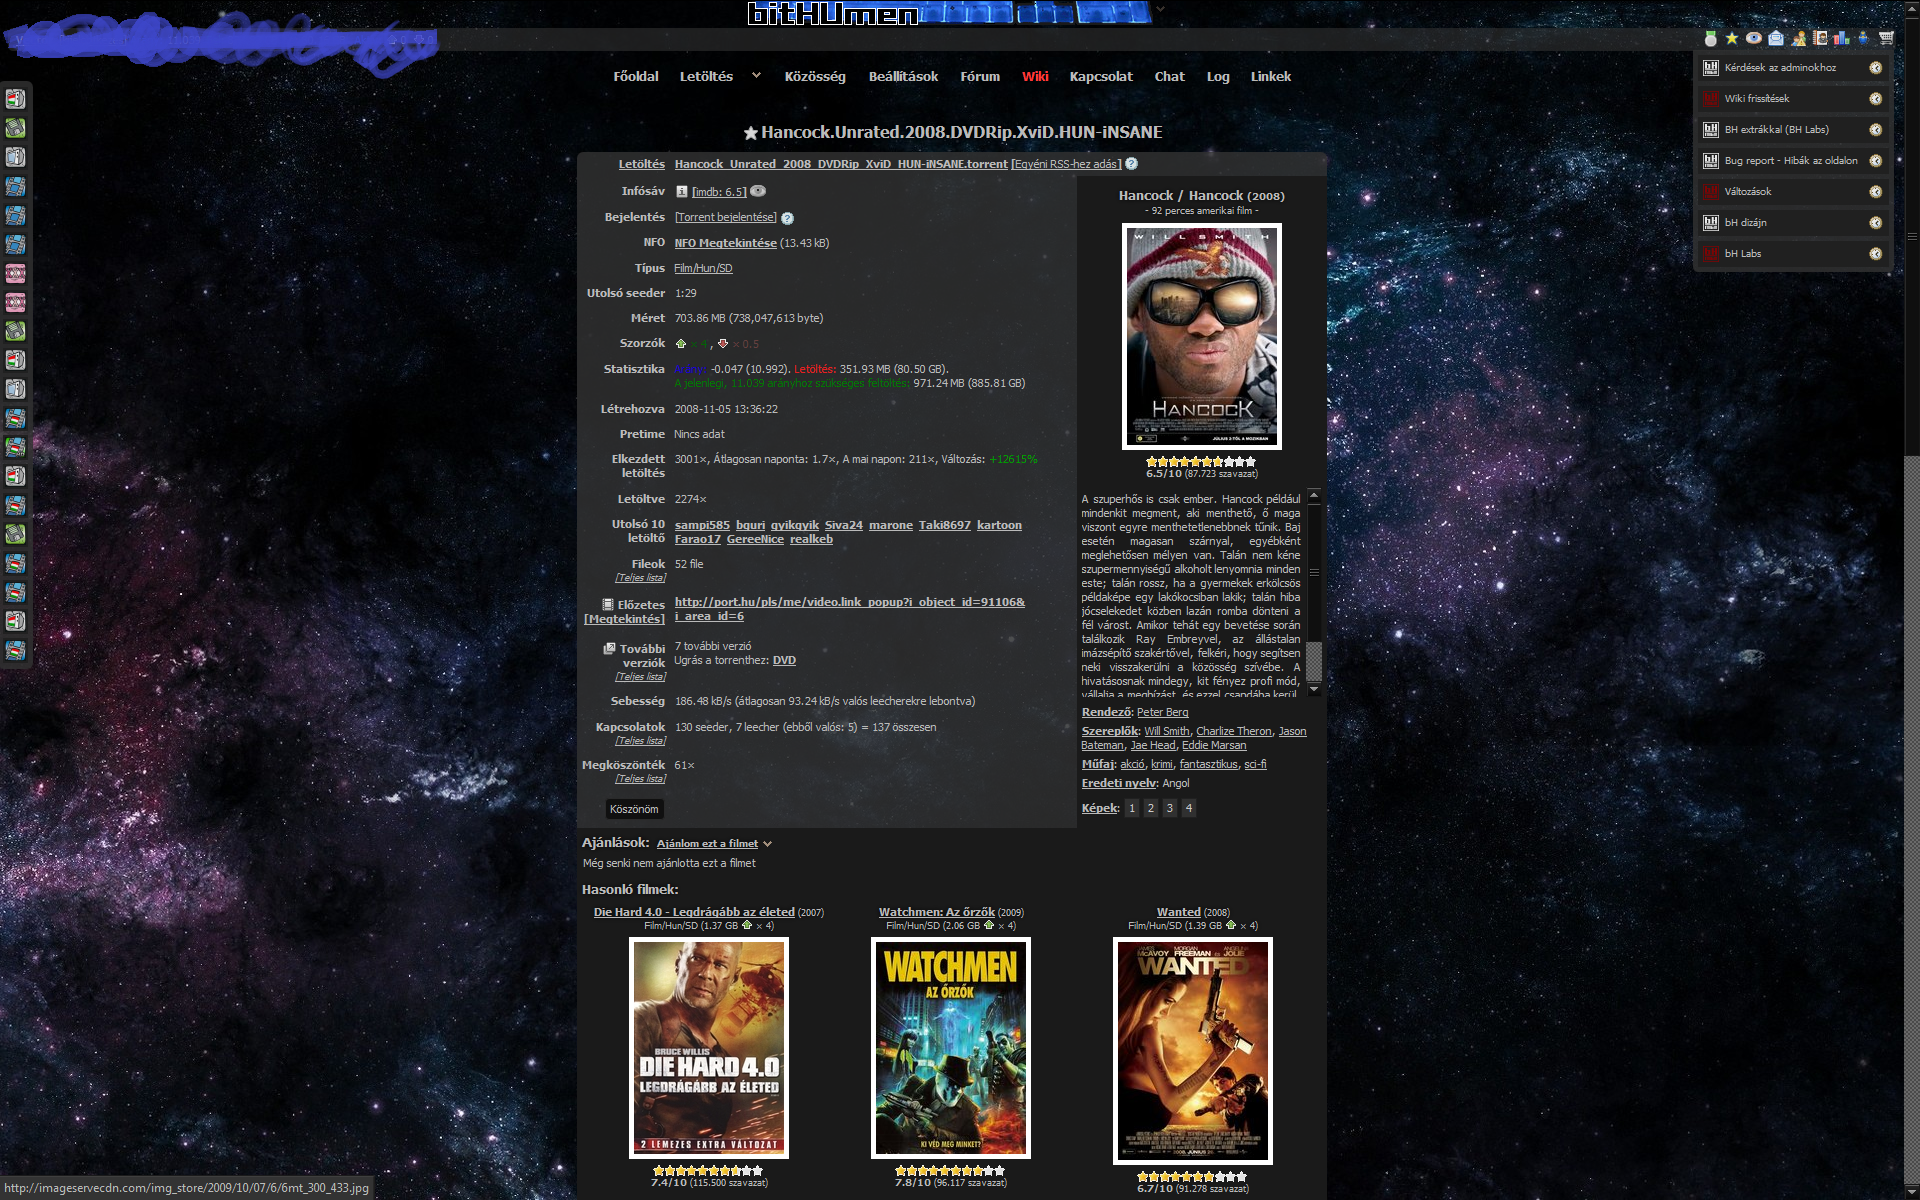 bitHUmen
Főoldal Letöltés Közösség Beállítások Fórum Wiki Kapcsolat Chat Log Linkek
Kérdések az adminokhoz
Wiki frissítések
BH extrákkal (BH Labs)
Bug report - Hibák az oldalon
Változások
bH dizájn
bH Labs
Hancock.Unrated.2008.DVDRip.XviD.HUN-iNSANE
Letöltés Hancock_Unrated_2008_DVDRip_XviD_HUN-iNSANE.torrent [Egyéni RSS-hez adás]
Infósáv [imdb: 6.5]
Bejelentés [Torrent bejelentése]
NFO NFO Megtekintése (13.43 kB)
Típus Film/Hun/SD
Utolsó seeder 1:29
Méret 703.86 MB (738,047,613 byte)
Szorzók × 4 , × 0.5
Statisztika Arány: -0.047 (10.992). Letöltés: 351.93 MB (80.50 GB).
A jelenlegi, 11.039 arányhoz szükséges feltöltés: 971.24 MB (885.81 GB)
Létrehozva 2008-11-05 13:36:22
Pretime Nincs adat
Elkezdett letöltés 3001×, Átlagosan naponta: 1.7×, A mai napon: 211×, Változás: +12615%
Letöltve 2274×
Utolsó 10 letöltő sampi585 bguri gyikgyik Siva24 marone Taki8697 kartoon
Farao17 GereeNice realkeb
Fileok 52 file
[Teljes lista]
Előzetes http://port.hu/pls/me/video.link_popup?i_object_id=91106&
[Megtekintés] i_area_id=6
További verziók 7 további verzió
Ugrás a torrenthez: DVD
[Teljes lista]
Sebesség 186.48 kB/s (átlagosan 93.24 kB/s valós leecherekre lebontva)
Kapcsolatok 130 seeder, 7 leecher (ebből valós: 5) = 137 összesen
[Teljes lista]
Megköszönték 61×
[Teljes lista]
Köszönöm
Hancock / Hancock (2008)
- 92 perces amerikai film -
WILL SMITH
HANCOCK
JÚLIUS 3-TÓL A MOZIKBAN
6.5/10 (87.723 szavazat)
A szuperhős is csak ember. Hancock például
mindenkit megment, aki menthető, ő maga
viszont egyre menthetetlenebbnek tűnik. Baj
esetén magasan szárnyal, egyébként
meglehetősen mélyen van. Talán nem kéne
szupermennyiségű alkoholt lenyomnia minden
este; talán rossz, ha a gyermekek erkölcsös
példaképe egy lakókocsiban lakik; talán hiba
jócselekedet közben lazán romba dönteni a
fél várost. Amikor tehát egy bevetése során
találkozik Ray Embreyvel, az állástalan
imázsépítő szakértővel, felkéri, hogy segítsen
neki visszakerülni a közösség szívébe. A
hivatásosnak mindegy, kit fényez profi mód,
vállalja a megbízást, és ezzel csapdába kerül.
Rendező: Peter Berg
Szereplők: Will Smith, Charlize Theron, Jason
Bateman, Jae Head, Eddie Marsan
Műfaj: akció, krimi, fantasztikus, sci-fi
Eredeti nyelv: Angol
Képek: 1 2 3 4
Ajánlások: Ajánlom ezt a filmet
Még senki nem ajánlotta ezt a filmet
Hasonló filmek:
Die Hard 4.0 - Legdrágább az életed (2007)
Film/Hun/SD (1.37 GB × 4)
BRUCE WILLIS
DIE HARD 4.0
LEGDRÁGÁBB AZ ÉLETED
2 LEMEZES EXTRA VÁLTOZAT
7.4/10 (115.500 szavazat)
Watchmen: Az őrzők (2009)
Film/Hun/SD (2.06 GB × 4)
WATCHMEN
AZ ŐRZŐK
KI VÉD MEG MINKET?
7.8/10 (96.117 szavazat)
Wanted (2008)
Film/Hun/SD (1.39 GB × 4)
JAMES McAVOY MORGAN FREEMAN ÉS ANGELINA JOLIE
WANTED
6.7/10 (91.278 szavazat)
http://imageservecdn.com/img_store/2009/10/07/6/6mt_300_433.jpg